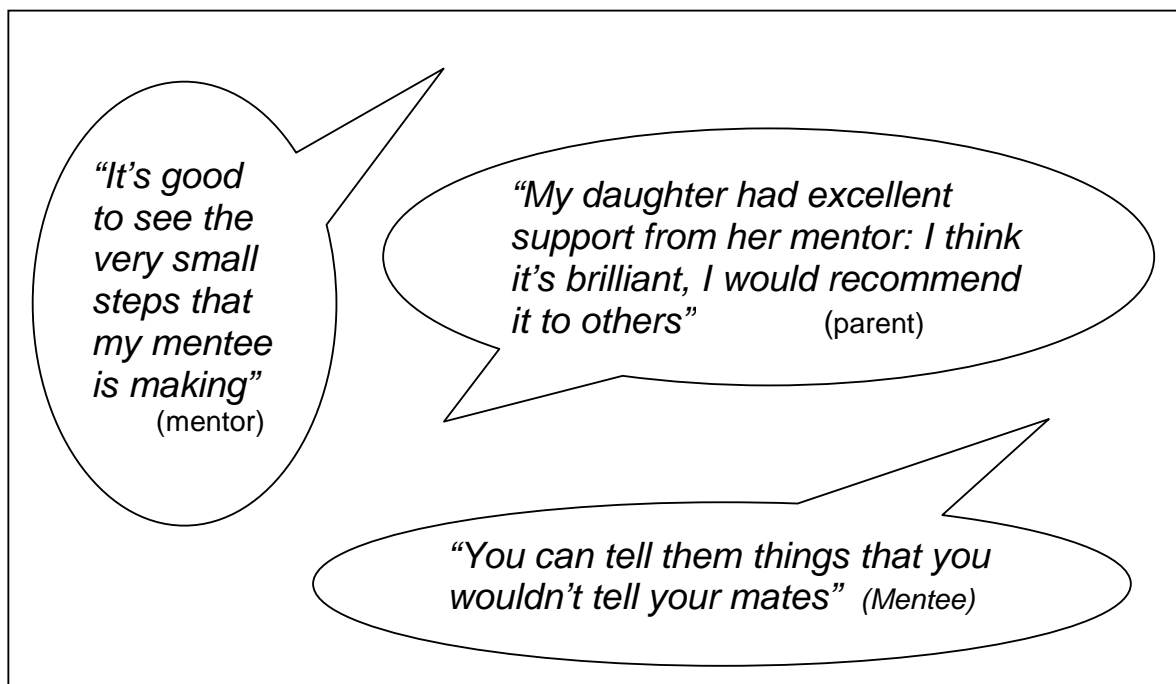 “It’s good
to see the
very small
steps that
my mentee
is making”
(mentor)
“My daughter had excellent
support from her mentor: I think
it’s brilliant, I would recommend
it to others” (parent)
“You can tell them things that you
wouldn’t tell your mates” (Mentee)